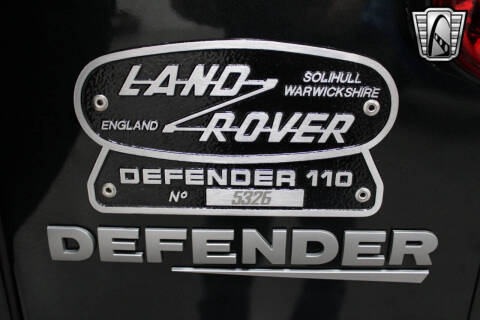 LAND ROVER
SOLIHULL
WARWICKSHIRE
ENGLAND
DEFENDER 110
Nº 5326
DEFENDER